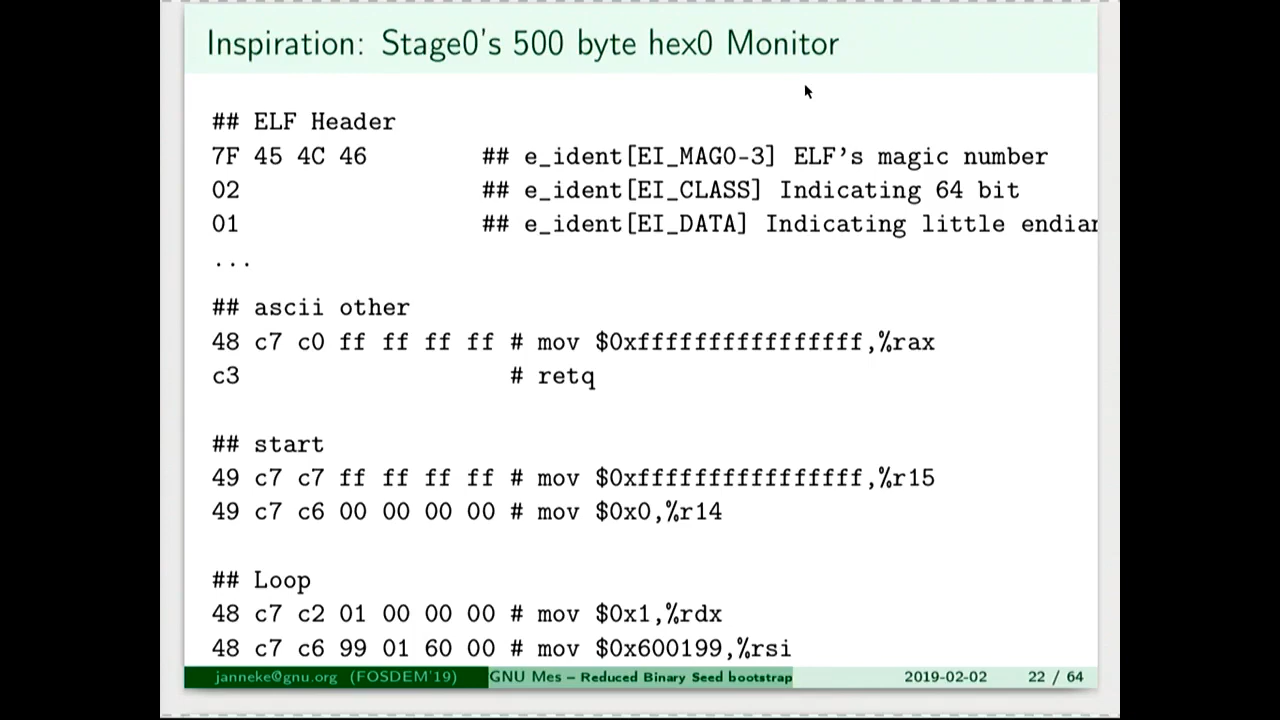 Inspiration: Stage0's 500 byte hex0 Monitor
## ELF Header
7F 45 4C 46 ## e_ident[EI_MAG0-3] ELF's magic number
02 ## e_ident[EI_CLASS] Indicating 64 bit
01 ## e_ident[EI_DATA] Indicating little endian
...
## ascii other
48 c7 c0 ff ff ff ff # mov $0xffffffffffffffff,%rax
c3 # retq
## start
49 c7 c7 ff ff ff ff # mov $0xffffffffffffffff,%r15
49 c7 c6 00 00 00 00 # mov $0x0,%r14
## Loop
48 c7 c2 01 00 00 00 # mov $0x1,%rdx
48 c7 c6 99 01 60 00 # mov $0x600199,%rsi
janneke@gnu.org (FOSDEM'19) GNU Mes – Reduced Binary Seed bootstrap 2019-02-02 22 / 64